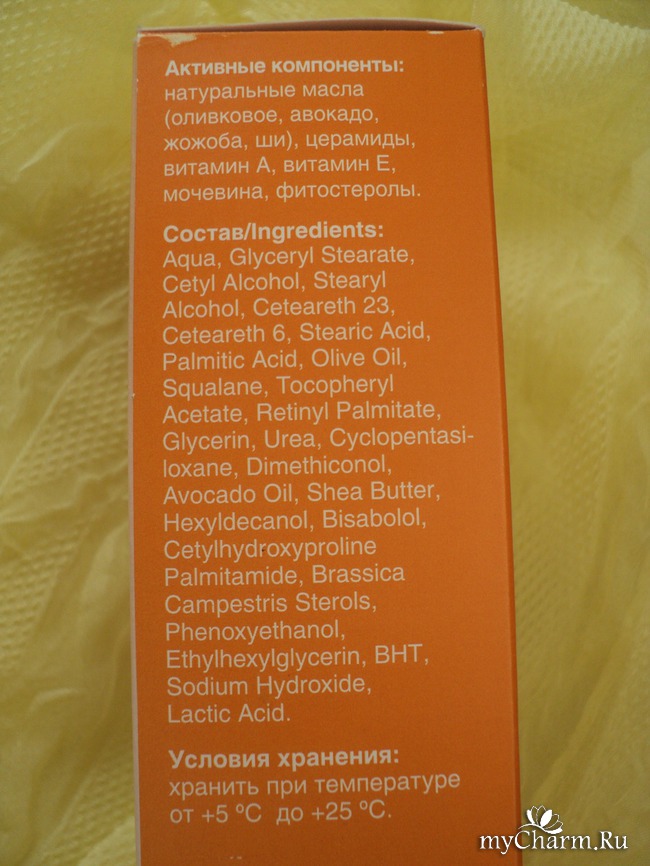 Активные компоненты:
натуральные масла
(оливковое, авокадо,
жожоба, ши), церамиды,
витамин А, витамин Е,
мочевина, фитостеролы.
Состав/Ingredients:
Aqua, Glyceryl Stearate,
Cetyl Alcohol, Stearyl
Alcohol, Ceteareth 23,
Ceteareth 6, Stearic Acid,
Palmitic Acid, Olive Oil,
Squalane, Tocopheryl
Acetate, Retinyl Palmitate,
Glycerin, Urea, Cyclopentasi-
loxane, Dimethiconol,
Avocado Oil, Shea Butter,
Hexyldecanol, Bisabolol,
Cetylhydroxyproline
Palmitamide, Brassica
Campestris Sterols,
Phenoxyethanol,
Ethylhexylglycerin, BHT,
Sodium Hydroxide,
Lactic Acid.
Условия хранения:
хранить при температуре
от +5 ºС до +25 ºС.
myCharm.Ru